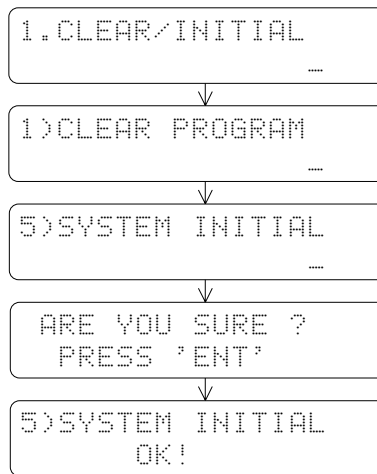 1.CLEAR/INITIAL
1)CLEAR PROGRAM
5)SYSTEM INITIAL
ARE YOU SURE ?
PRESS 'ENT'
5)SYSTEM INITIAL
OK!